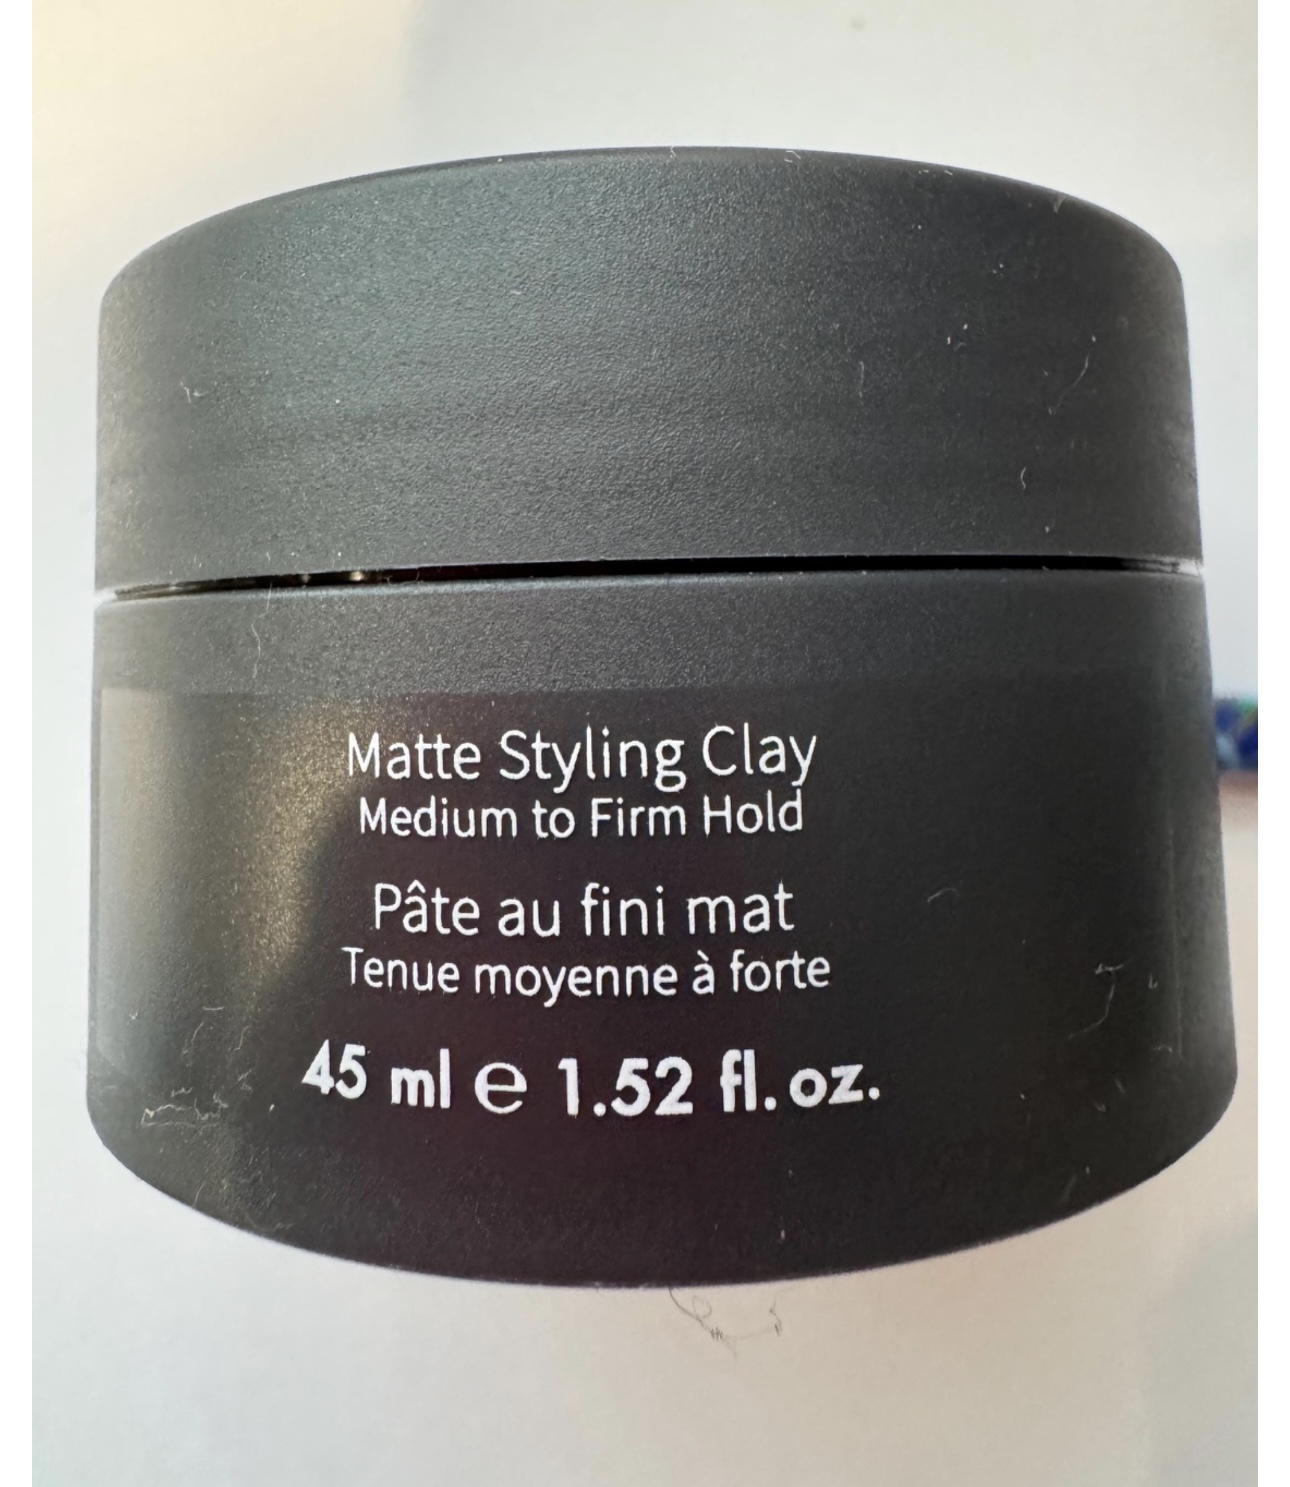 Matte Styling Clay
Medium to Firm Hold
Pâte au fini mat
Tenue moyenne à forte
45 ml ℮ 1.52 fl. oz.